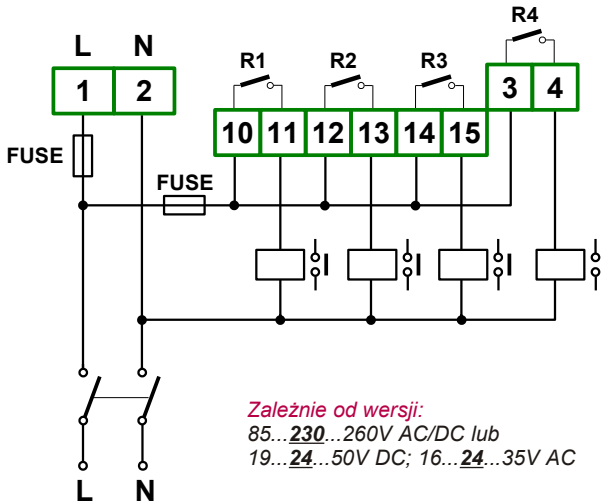 R4
L N
R1 R2 R3
1 2
3 4
10 11 12 13 14 15
FUSE
FUSE
Zależnie od wersji:
85...230...260V AC/DC lub
19...24...50V DC; 16...24...35V AC
L N